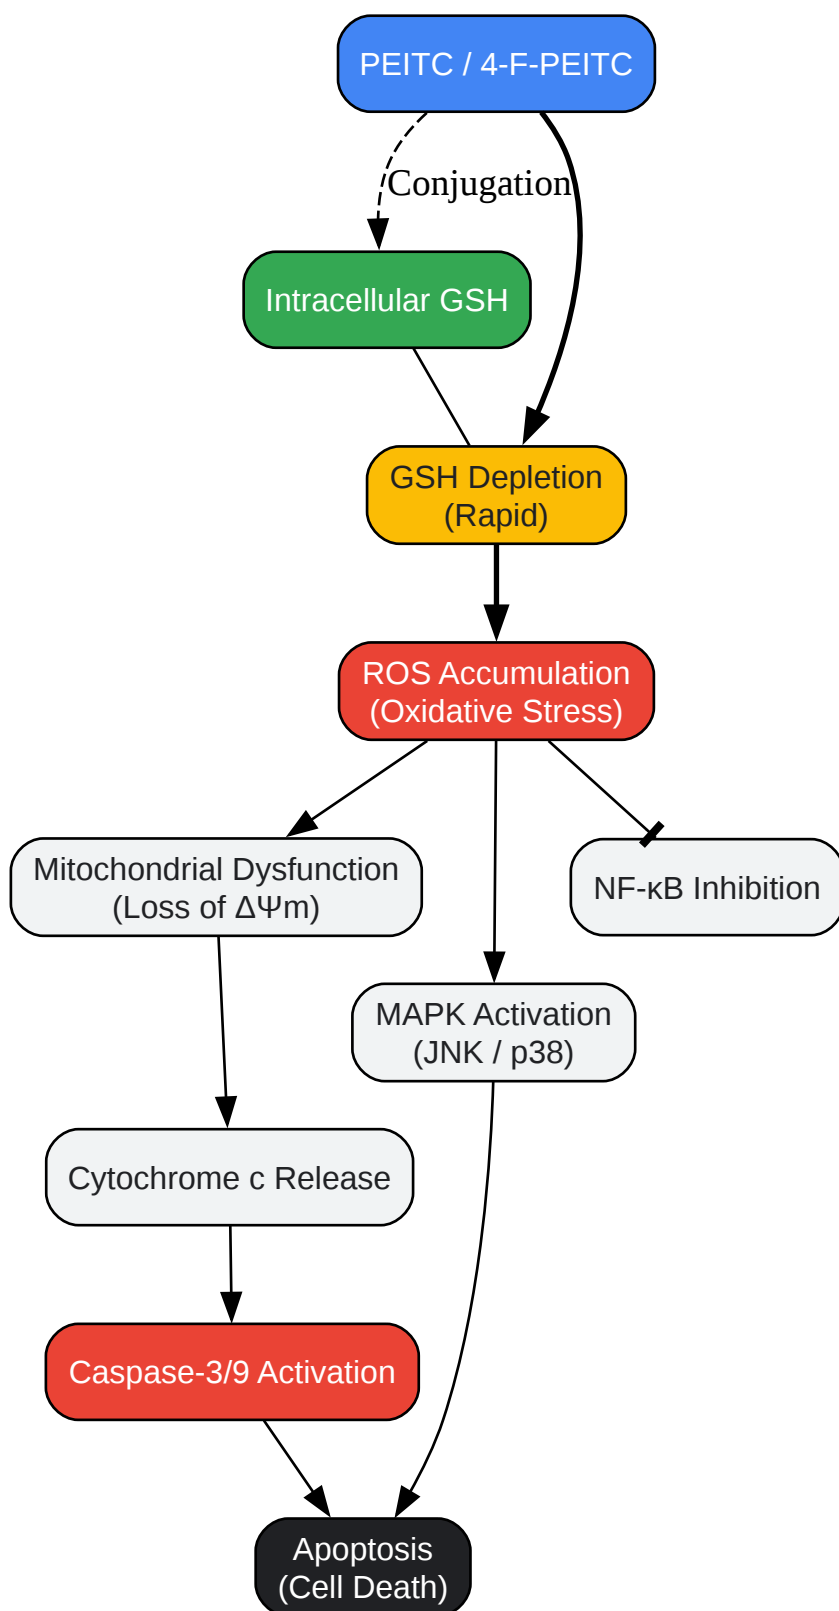 PEITC / 4-F-PEITC
Conjugation
Intracellular GSH
GSH Depletion
(Rapid)
ROS Accumulation
(Oxidative Stress)
Mitochondrial Dysfunction
(Loss of ΔΨm)
NF-κB Inhibition
MAPK Activation
(JNK / p38)
Cytochrome c Release
Caspase-3/9 Activation
Apoptosis
(Cell Death)